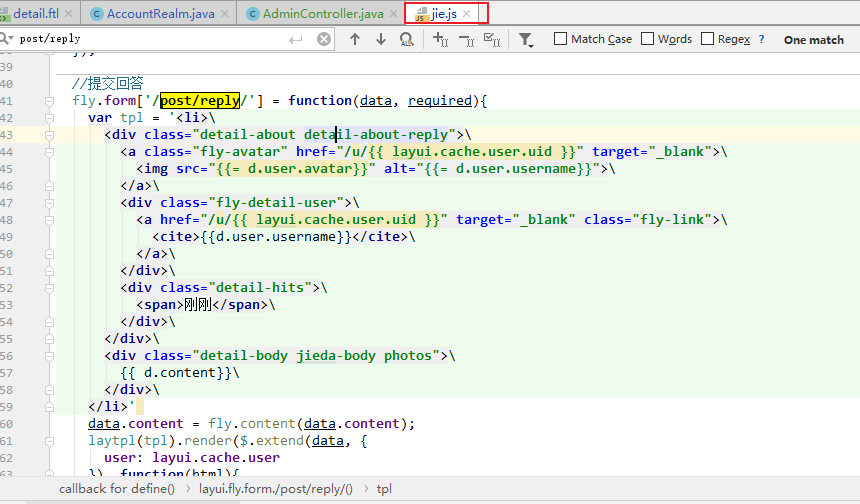 detail.ftl × AccountRealm.java × AdminController.java × jie.js ×
post/reply Match Case Words Regex ? One match
39
40 //提交回答
41 fly.form['/post/reply/'] = function(data, required){
42 var tpl = '<li>\
43 <div class="detail-about detail-about-reply">\
44 <a class="fly-avatar" href="/u/{{ layui.cache.user.uid }}" target="_blank">\
45 <img src="{{= d.user.avatar}}" alt="{{= d.user.username}}">\
46 </a>\
47 <div class="fly-detail-user">\
48 <a href="/u/{{ layui.cache.user.uid }}" target="_blank" class="fly-link">\
49 <cite>{{d.user.username}}</cite>\
50 </a>\
51 </div>\
52 <div class="detail-hits">\
53 <span>刚刚</span>\
54 </div>\
55 </div>\
56 <div class="detail-body jieda-body photos">\
57 {{ d.content}}\
58 </div>\
59 </li>'
60 data.content = fly.content(data.content);
61 laytpl(tpl).render($.extend(data, {
62 user: layui.cache.user
63 }), function(html){
callback for define() › layui.fly.form./post/reply/() › tpl